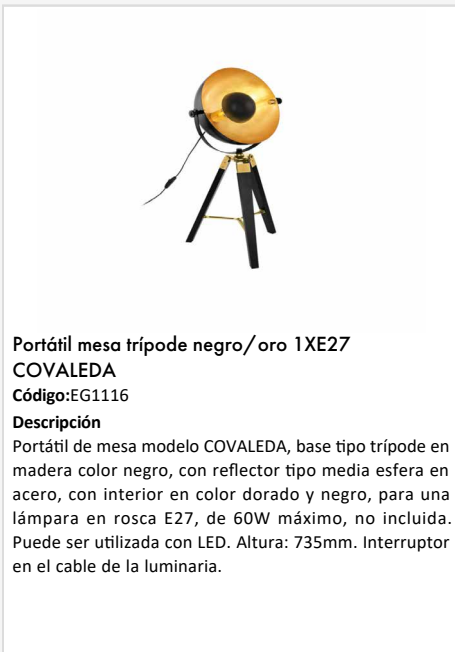 Portátil mesa trípode negro/oro 1XE27
COVALEDA
Código:EG1116
Descripción
Portátil de mesa modelo COVALEDA, base tipo trípode en
madera color negro, con reflector tipo media esfera en
acero, con interior en color dorado y negro, para una
lámpara en rosca E27, de 60W máximo, no incluida.
Puede ser utilizada con LED. Altura: 735mm. Interruptor
en el cable de la luminaria.